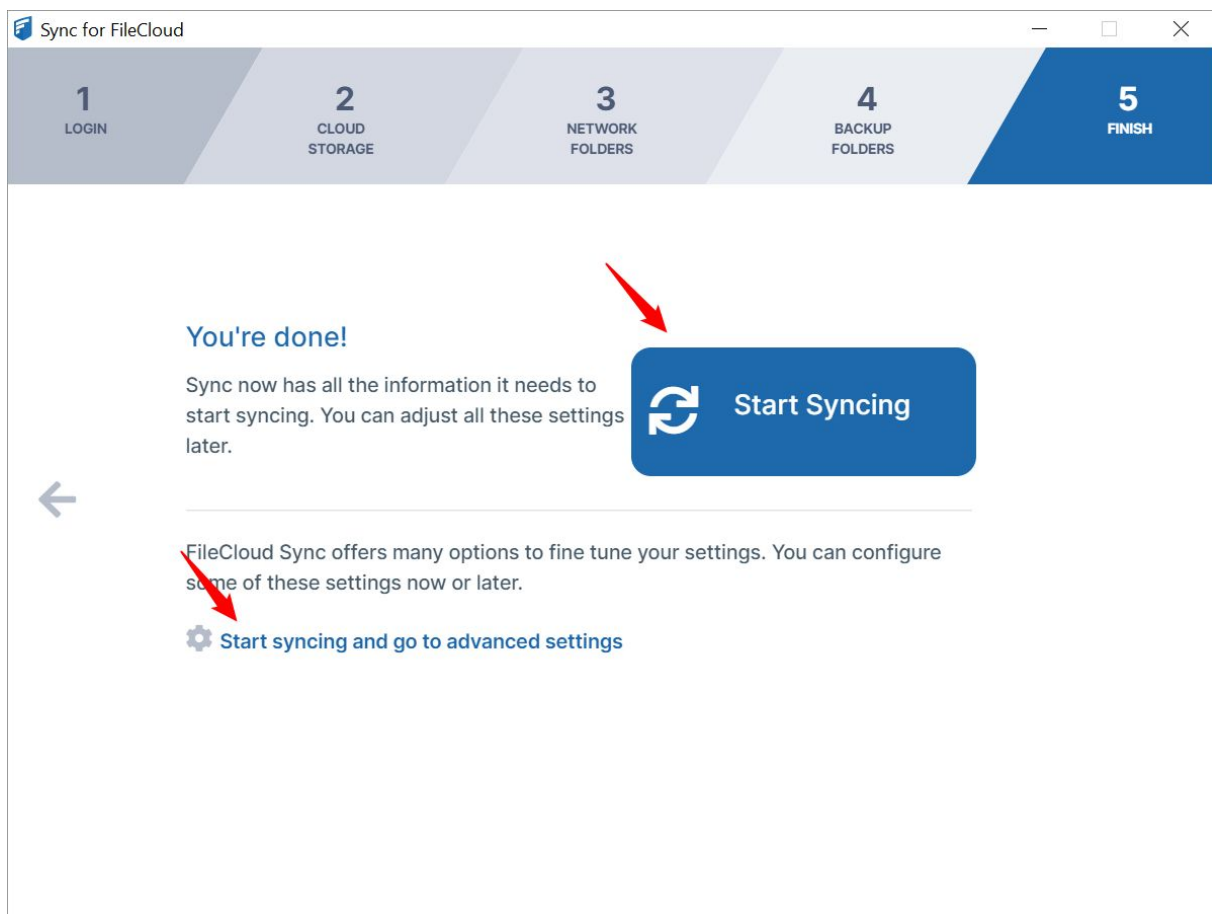 Sync for FileCloud
1
LOGIN
2
CLOUD
STORAGE
3
NETWORK
FOLDERS
4
BACKUP
FOLDERS
5
FINISH
You're done!
Sync now has all the information it needs to
start syncing. You can adjust all these settings
later.
Start Syncing
FileCloud Sync offers many options to fine tune your settings. You can configure
some of these settings now or later.
Start syncing and go to advanced settings